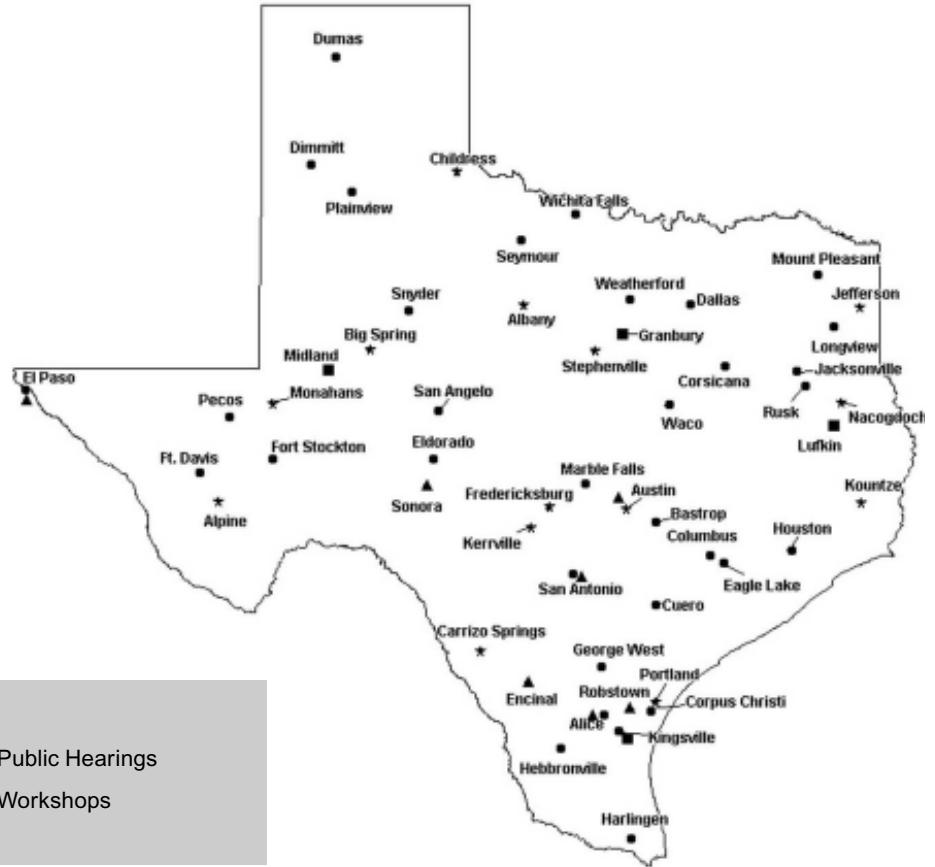 Dumas
Dimmitt
Childress
Plainview
Wichita Falls
Seymour
Mount Pleasant
Snyder
Weatherford
Dallas
Jefferson
Albany
Big Spring
Granbury
Midland
Stephenville
Longview
El Paso
Monahans
San Angelo
Corsicana
Jacksonville
Pecos
Waco
Rusk
Nacogdoch
Ft. Davis
Fort Stockton
Eldorado
Lufkin
Marble Falls
Fredericksburg
Austin
Kountze
Alpine
Sonora
Bastrop
Kerrville
Columbus
Houston
San Antonio
Eagle Lake
Cuero
Carrizo Springs
George West
Portland
Encinal
Robstown
Corpus Christi
Alice
Kingsville
Public Hearings
Hebbronville
Workshops
Harlingen